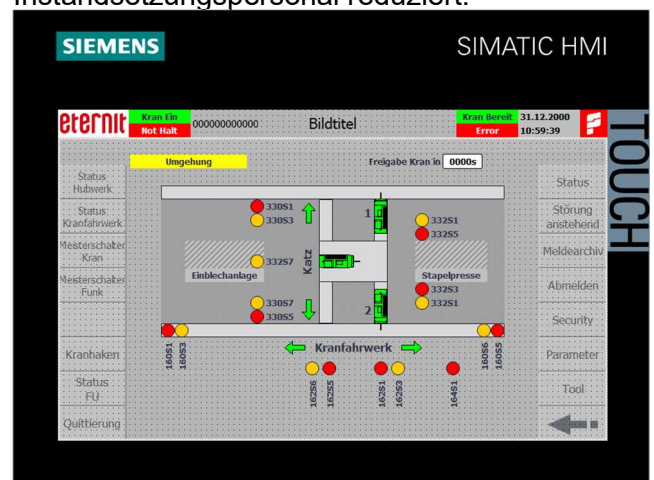 Instandsetzungspersonal reduziert.
SIEMENS
SIMATIC HMI
TOUCH
eternit
Kran Ein
Not Halt
000000000000
Bildtitel
Kran Bereit
Error
31.12.2000
10:59:39
Umgehung
Freigabe Kran in 0000s
Status
Hubwerk
Status
Kranfahrwerk
Meisterschalter
Kran
Meisterschalter
Funk
Kranhaken
Status
FU
Quittierung
330S1
330S3
1
332S1
332S5
332S7
Einblechanlage
Katz
Stapelpresse
330S7
330S5
2
332S3
332S1
160S1
160S3
Kranfahrwerk
160S6
160S5
162S6
162S5
162S1
162S3
164S1
Status
Störung
anstehend
Meldearchiv
Abmelden
Security
Parameter
Tool